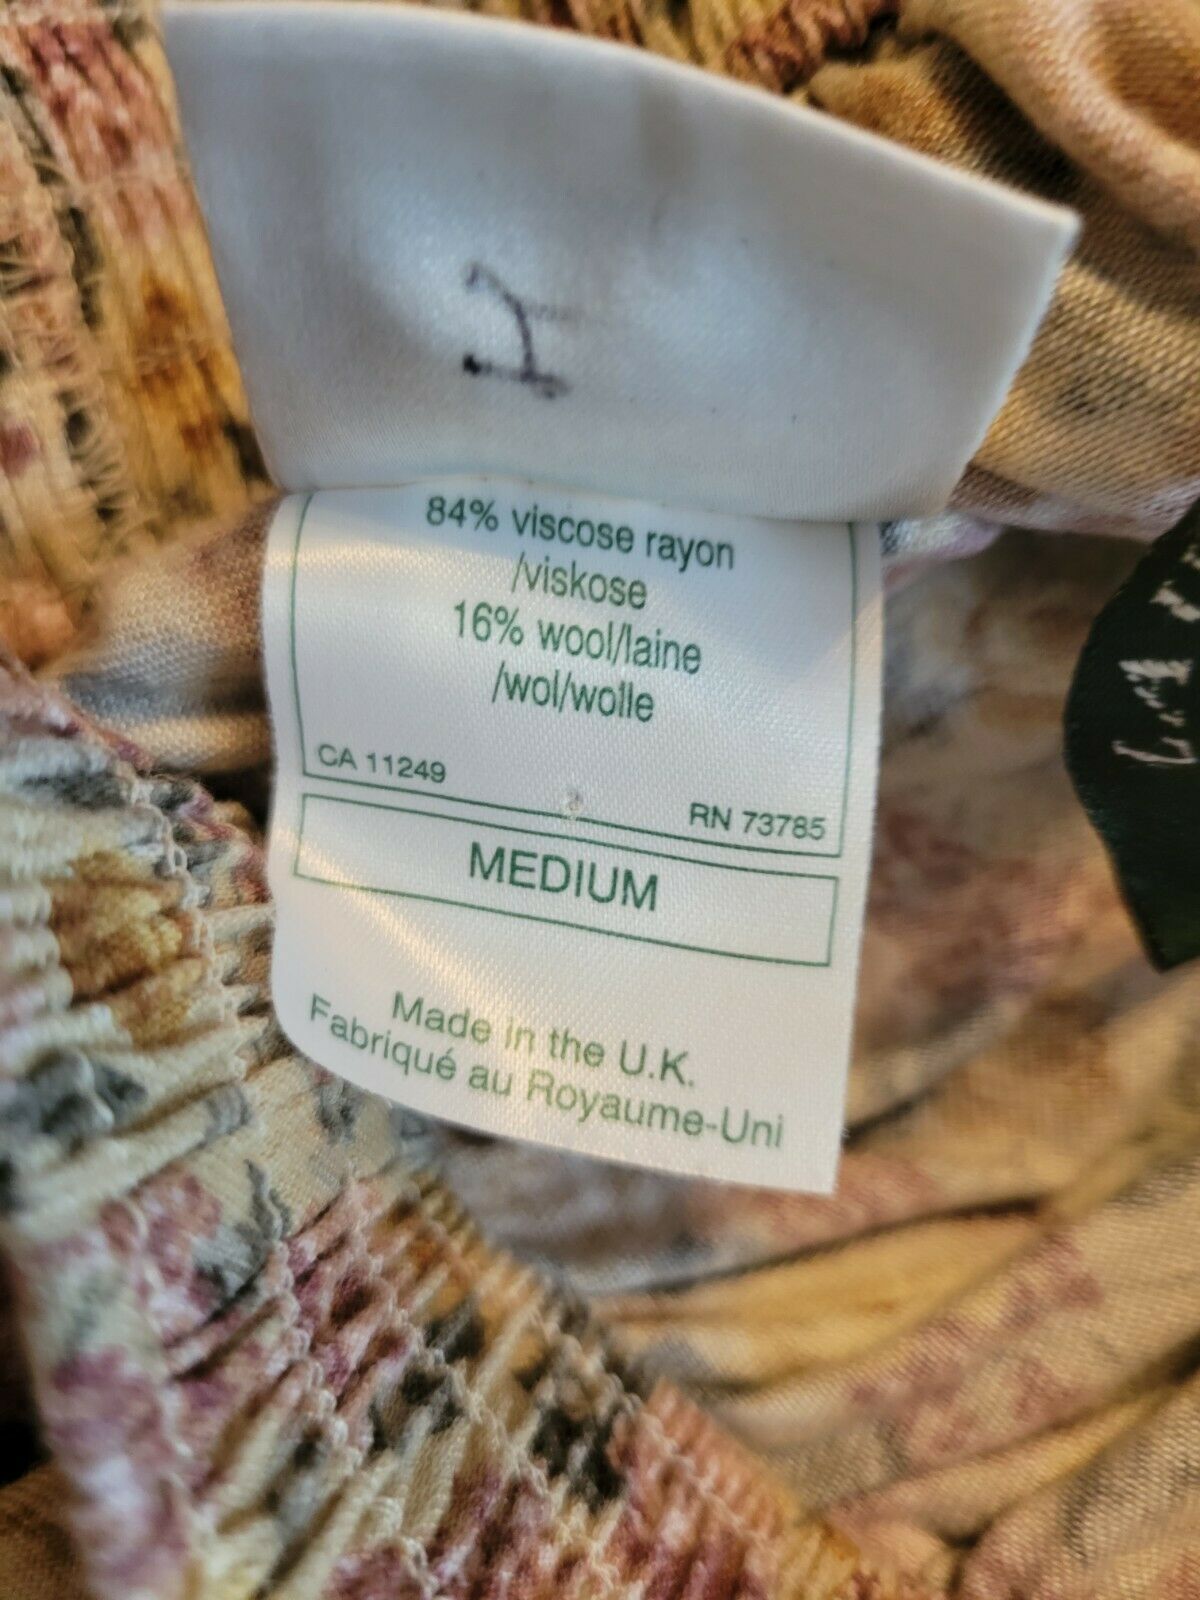 84% viscose rayon
/viskose
16% wool/laine
/wol/wolle
CA 11249
RN 73785
MEDIUM
Made in the U.K.
Fabriqué au Royaume-Uni